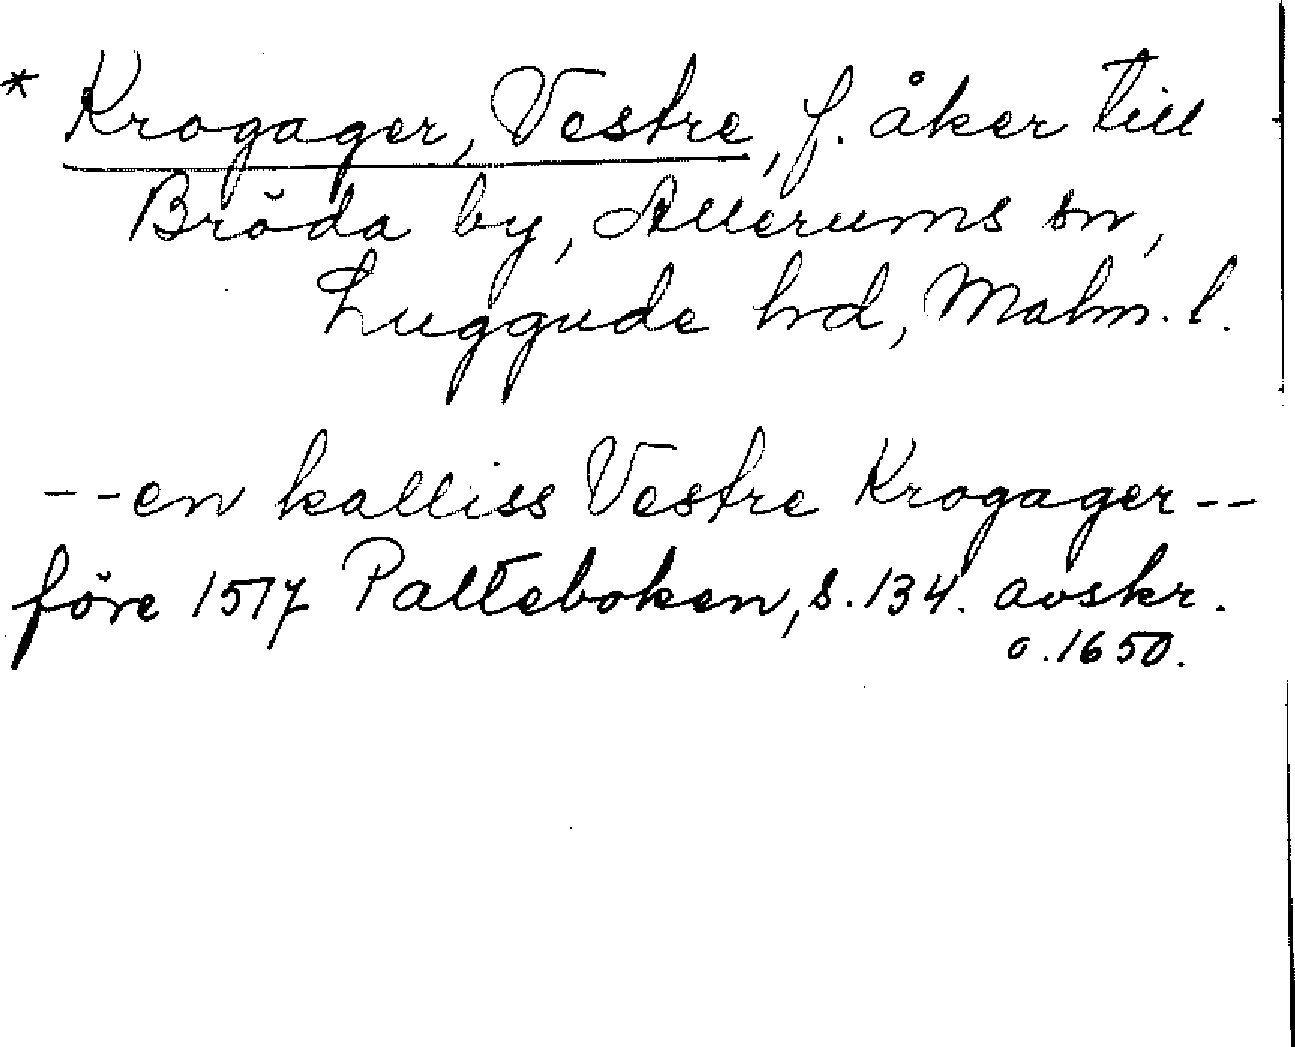 * Krogager, Vestre, f. åker till
Bröda by, Allerums sn,
Luggude hd, Malm. l.
--en kalliss Vestre Krogager--
före 1517 Palteboken, s. 134. avskr.
o. 1650.